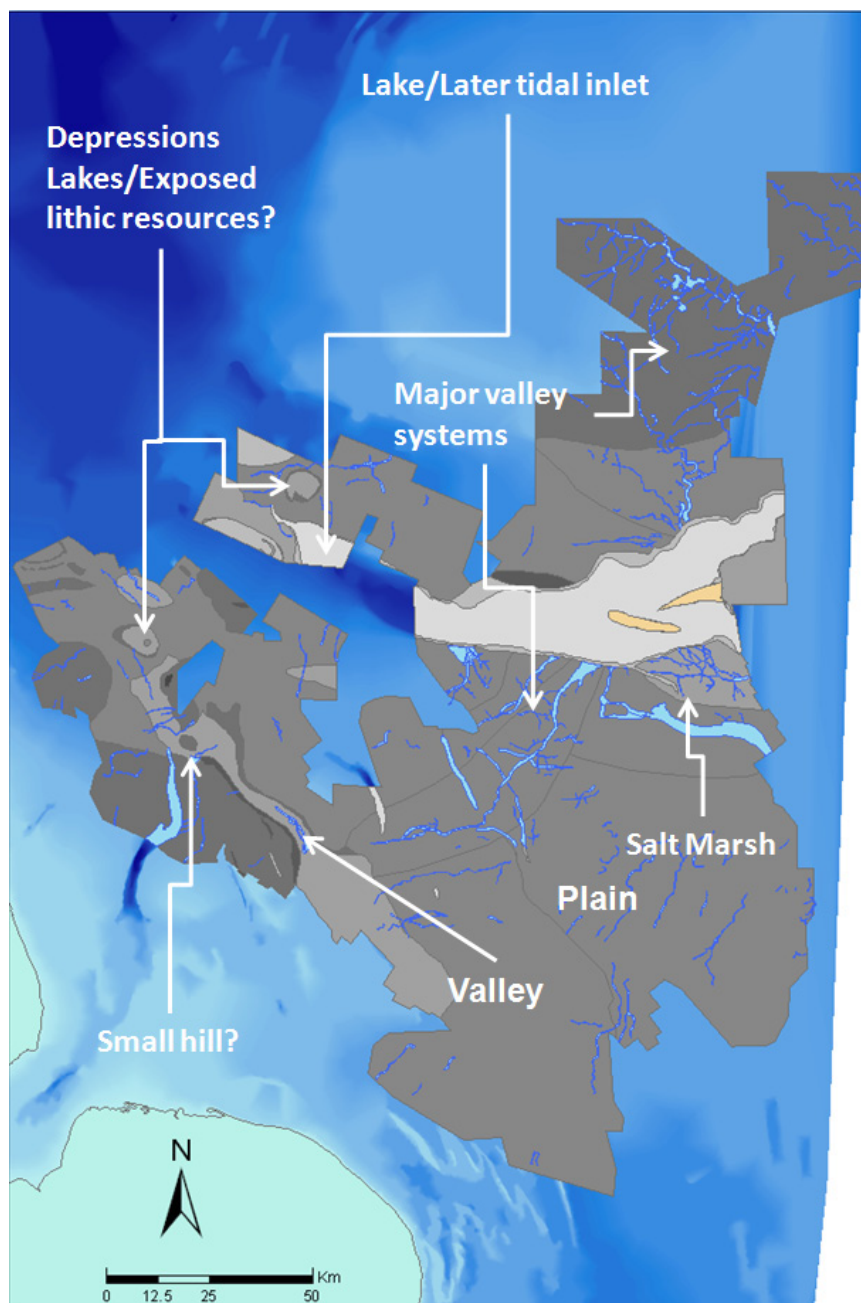 Lake/Later tidal inlet
Depressions
Lakes/Exposed
lithic resources?
Major valley
systems
Salt Marsh
Plain
Valley
Small hill?
N
Km
0 12.5 25 50